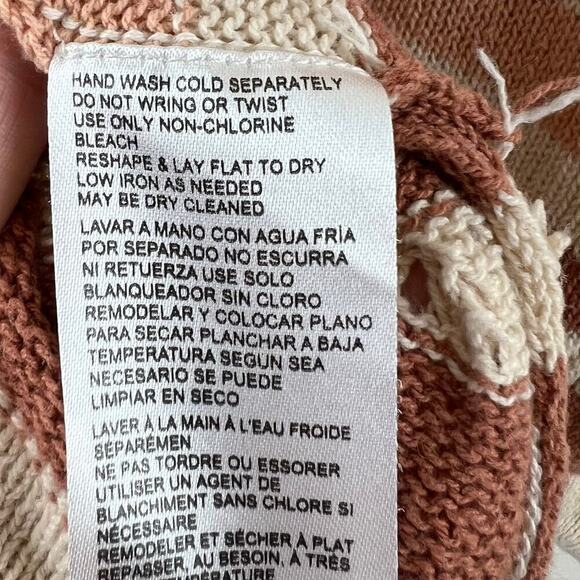 HAND WASH COLD SEPARATELY
DO NOT WRING OR TWIST
USE ONLY NON-CHLORINE
BLEACH
RESHAPE & LAY FLAT TO DRY
LOW IRON AS NEEDED
MAY BE DRY CLEANED
LAVAR A MANO CON AGUA FRÍA
POR SEPARADO NO ESCURRA
NI RETUERZA USE SOLO
BLANQUEADOR SIN CLORO
REMODELAR Y COLOCAR PLANO
PARA SECAR PLANCHAR A BAJA
TEMPERATURA SEGUN SEA
NECESARIO SE PUEDE
LIMPIAR EN SECO
LAVER À LA MAIN À L'EAU FROIDE
SÉPARÉMEN
NE PAS TORDRE OU ESSORER
UTILISER UN AGENT DE
BLANCHIMENT SANS CHLORE SI
NÉCESSAIRE
REMODELER ET SÉCHER À PLAT
REPASSER, AU BESOIN, À TRÈS
TEMPÉRATURE